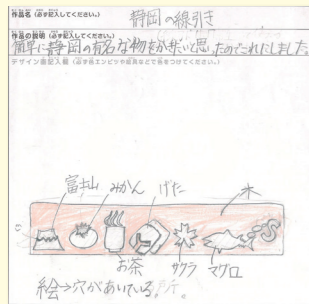 作品名（必ず記入してください。） 静岡の線引き
作品の説明（必ず記入してください。）
簡単に静岡の有名な物をかきたいと思ったのでこれにしました。
デザイン画記入欄（必ず色エンピツや絵具などで色をつけてください。）
富士山 みかん げた 木
お茶 サクラ マグロ
絵→穴があいている所。